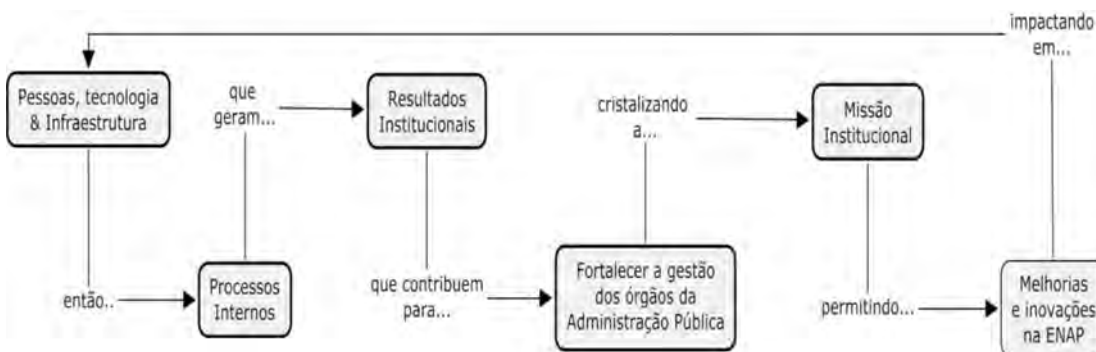 impactando
em...
Pessoas, tecnologia
& Infraestrutura
que
geram...
Resultados
Institucionais
cristalizando
a...
Missão
Institucional
então..
Processos
Internos
que contribuem
para...
Fortalecer a gestão
dos órgãos da
Administração Pública
permitindo...
Melhorias
e inovações
na ENAP